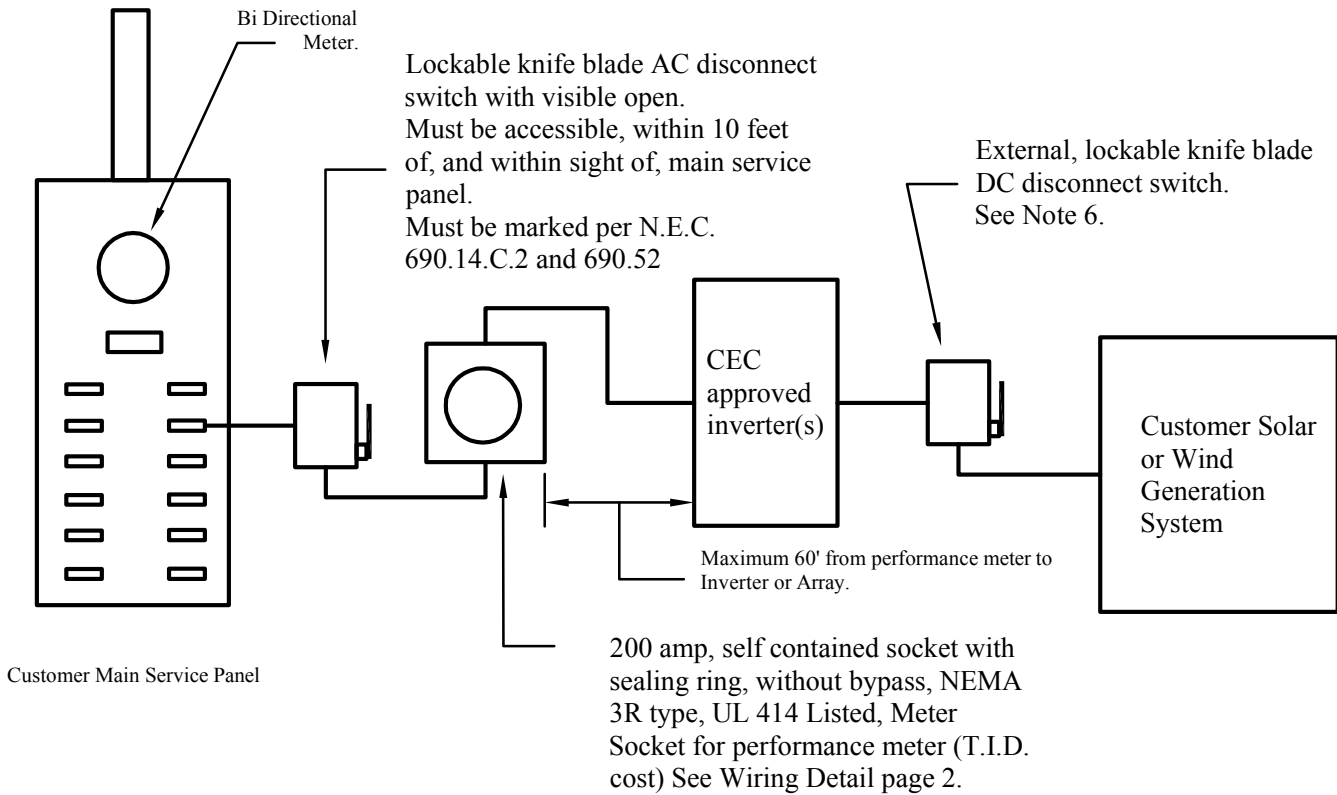 Bi Directional
Meter.
Lockable knife blade AC disconnect
switch with visible open.
Must be accessible, within 10 feet
of, and within sight of, main service
panel.
Must be marked per N.E.C.
690.14.C.2 and 690.52
External, lockable knife blade
DC disconnect switch.
See Note 6.
CEC
approved
inverter(s)
Customer Solar
or Wind
Generation
System
Maximum 60' from performance meter to
Inverter or Array.
Customer Main Service Panel
200 amp, self contained socket with
sealing ring, without bypass, NEMA
3R type, UL 414 Listed, Meter
Socket for performance meter (T.I.D.
cost) See Wiring Detail page 2.